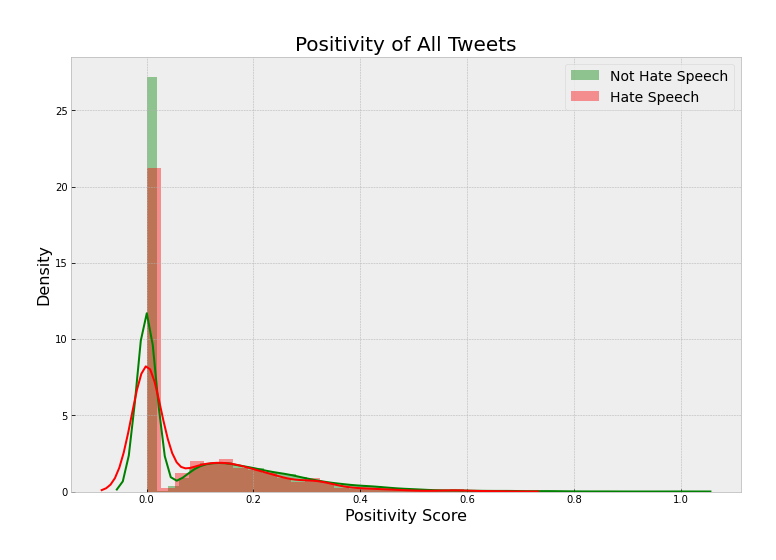 Positivity of All Tweets
Not Hate Speech
Hate Speech
25
20
15
10
5
0
Density
0.0 0.2 0.4 0.6 0.8 1.0
Positivity Score